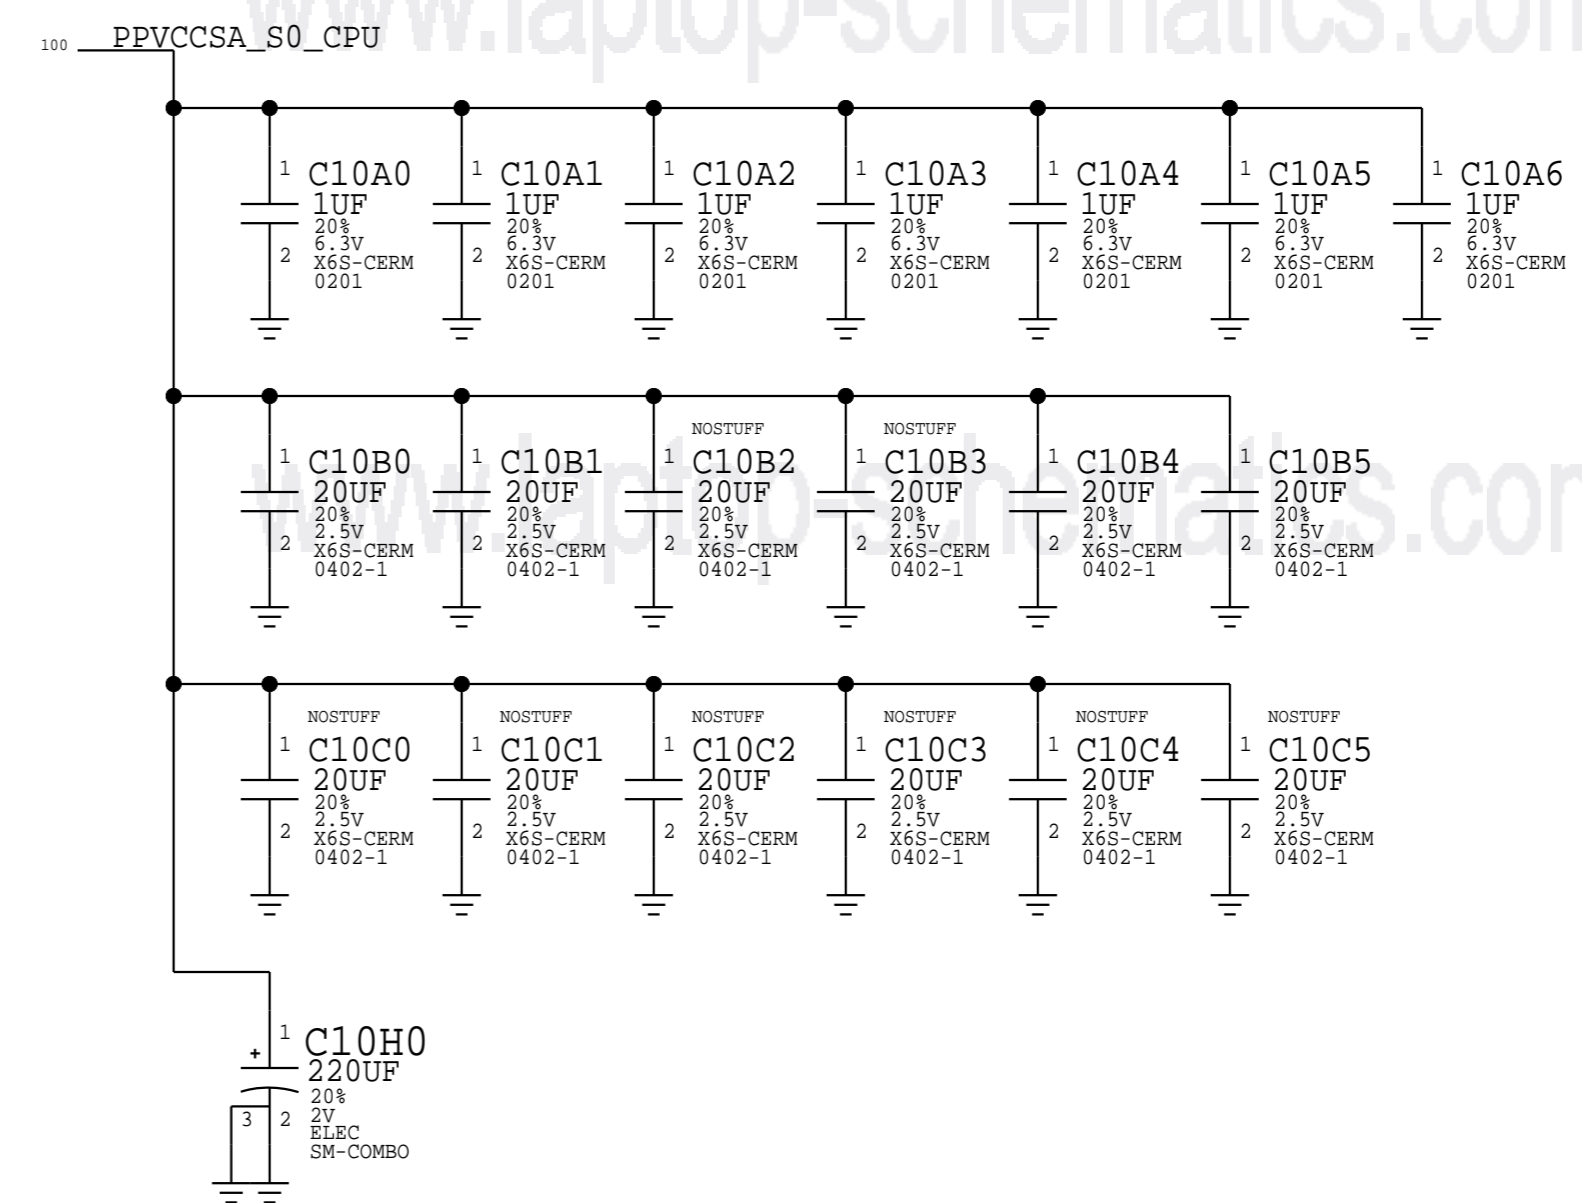 www.laptop-schematics.com
100 PPVCCSA_S0_CPU
1 C10A0 1 C10A1 1 C10A2 1 C10A3 1 C10A4 1 C10A5 1 C10A6
1UF 1UF 1UF 1UF 1UF 1UF 1UF
20% 20% 20% 20% 20% 20% 20%
6.3V 6.3V 6.3V 6.3V 6.3V 6.3V 6.3V
2 X6S-CERM 2 X6S-CERM 2 X6S-CERM 2 X6S-CERM 2 X6S-CERM 2 X6S-CERM 2 X6S-CERM
0201 0201 0201 0201 0201 0201 0201
NOSTUFF NOSTUFF
www.laptop-schematics.com
1 C10B0 1 C10B1 1 C10B2 1 C10B3 1 C10B4 1 C10B5
20UF 20UF 20UF 20UF 20UF 20UF
20% 20% 20% 20% 20% 20%
2.5V 2.5V 2.5V 2.5V 2.5V 2.5V
2 X6S-CERM 2 X6S-CERM 2 X6S-CERM 2 X6S-CERM 2 X6S-CERM 2 X6S-CERM
0402-1 0402-1 0402-1 0402-1 0402-1 0402-1
NOSTUFF NOSTUFF NOSTUFF NOSTUFF NOSTUFF NOSTUFF
1 C10C0 1 C10C1 1 C10C2 1 C10C3 1 C10C4 1 C10C5
20UF 20UF 20UF 20UF 20UF 20UF
20% 20% 20% 20% 20% 20%
2.5V 2.5V 2.5V 2.5V 2.5V 2.5V
2 X6S-CERM 2 X6S-CERM 2 X6S-CERM 2 X6S-CERM 2 X6S-CERM 2 X6S-CERM
0402-1 0402-1 0402-1 0402-1 0402-1 0402-1
1 C10H0
+ 220UF
20%
3 2 2V
ELEC
SM-COMBO